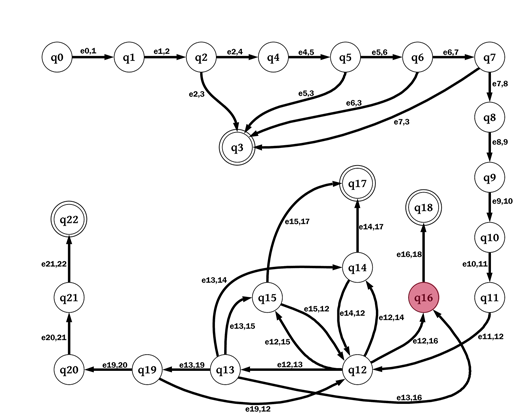 q0 e0,1 q1 e1,2 q2 e2,4 q4 e4,5 q5 e5,6 q6 e6,7 q7
e7,8
e2,3 e5,3 e6,3
q8
e7,3
q3
e8,9
q17 q9
q22 q18 e9,10
e15,17 e14,17
q10
e21,22 e16,18
e10,11
q14
e13,14
q21 q15 q16 q11
e15,12 e14,12 e12,14
e13,15
e20,21 e12,15 e12,16 e11,12
q20 e19,20 q19 e13,19 q13 e12,13 q12
e13,16
e19,12